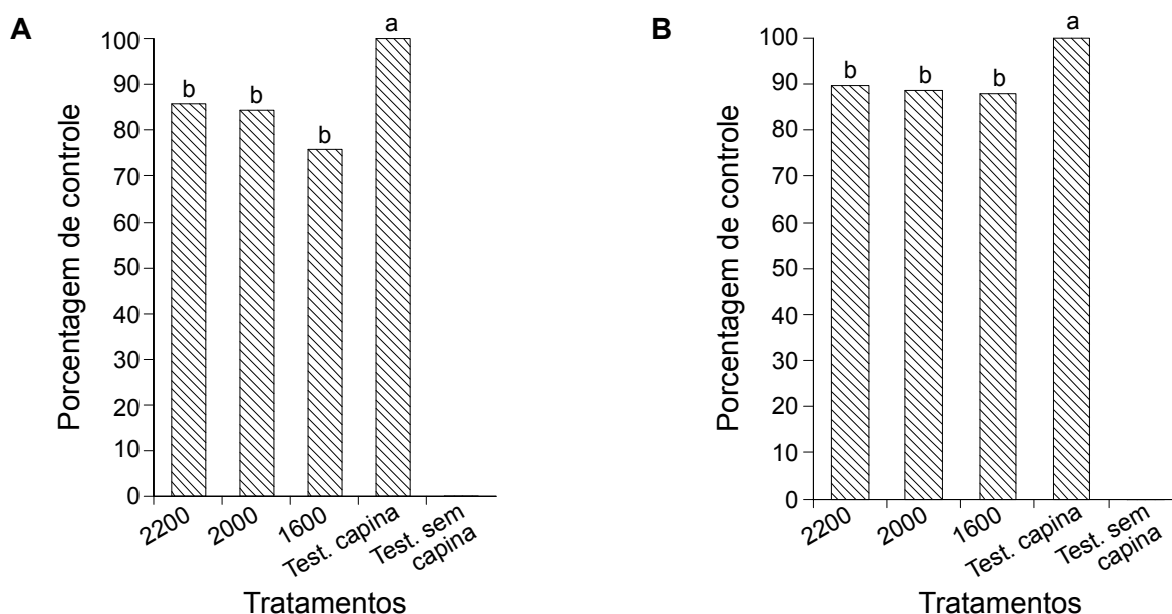 A
a
b
b
b
100
90
80
70
60
50
40
30
20
10
0
Porcentagem de controle
2200
2000
1600
Test. capina
Test. sem
capina
Tratamentos
B
a
b
b
b
100
90
80
70
60
50
40
30
20
10
0
Porcentagem de controle
2200
2000
1600
Test. capina
Test. sem
capina
Tratamentos